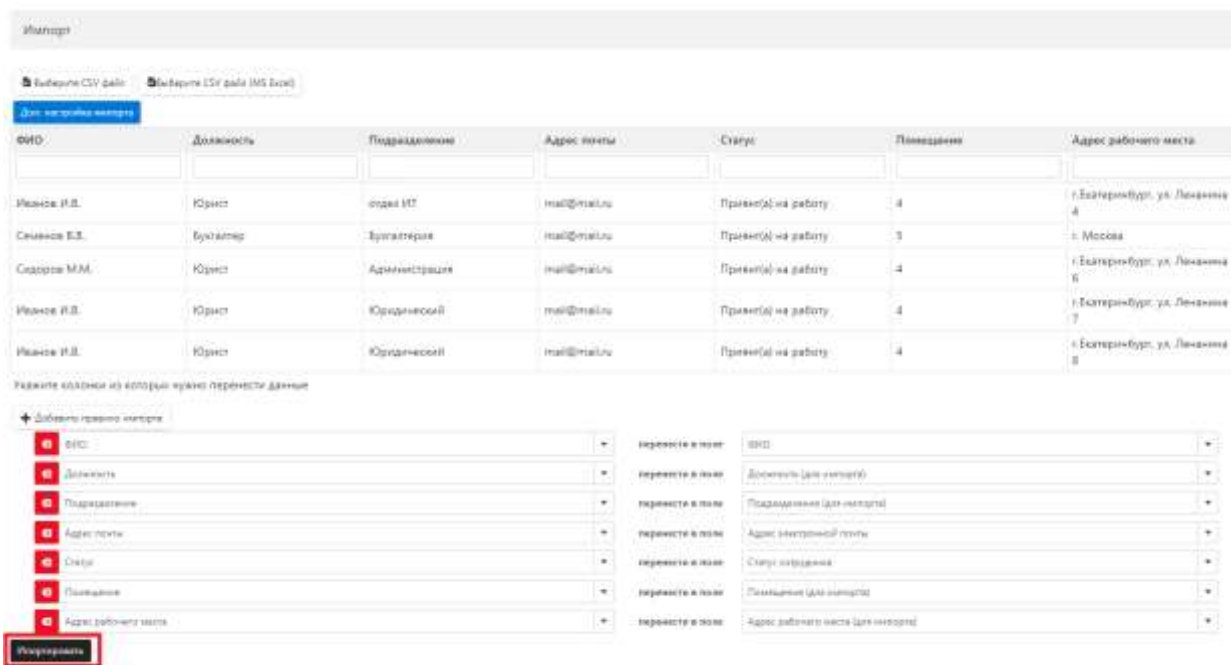 Импорт
Выберите CSV файл Выберите CSV файл (MS Excel)
Доп. настройка импорта
ФИО Должность Подразделение Адрес почты Статус Помещение Адрес рабочего места
Иванов И.В. Юрист отдел ИТ mail@mail.ru Принят(а) на работу 4 г.Екатеринбург, ул. Ленанина 4
Семенов Б.В. Бухгалтер Бухгалтерия mail@mail.ru Принят(а) на работу 5 г. Москва
Сидоров М.М. Юрист Администрация mail@mail.ru Принят(а) на работу 4 г.Екатеринбург, ул. Ленанина 6
Иванов И.В. Юрист Юридический mail@mail.ru Принят(а) на работу 4 г.Екатеринбург, ул. Ленанина 7
Иванов И.В. Юрист Юридический mail@mail.ru Принят(а) на работу 4 г.Екатеринбург, ул. Ленанина 8
Укажите колонки из которых нужно перенести данные
Добавить правило импорта
ФИО перенести в поле ФИО
Должность перенести в поле Должность (для импорта)
Подразделение перенести в поле Подразделение (для импорта)
Адрес почты перенести в поле Адрес электронной почты
Статус перенести в поле Статус сотрудника
Помещение перенести в поле Помещение (для импорта)
Адрес рабочего места перенести в поле Адрес рабочего места (для импорта)
Импортировать